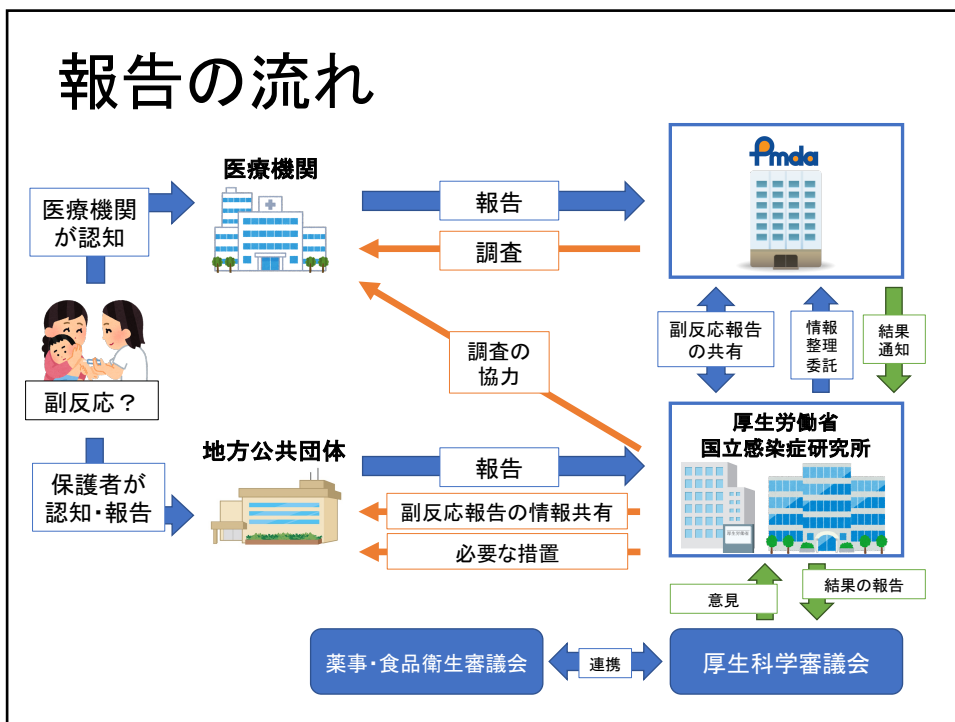 報告の流れ
医療機関
Pmda
医療機関
が認知
報告
調査
副反応？
調査の
協力
副反応報告
の共有
情報
整理
委託
結果
通知
保護者が
認知・報告
地方公共団体
報告
副反応報告の情報共有
必要な措置
厚生労働省
国立感染症研究所
厚生労働省
意見
結果の報告
薬事・食品衛生審議会
連携
厚生科学審議会